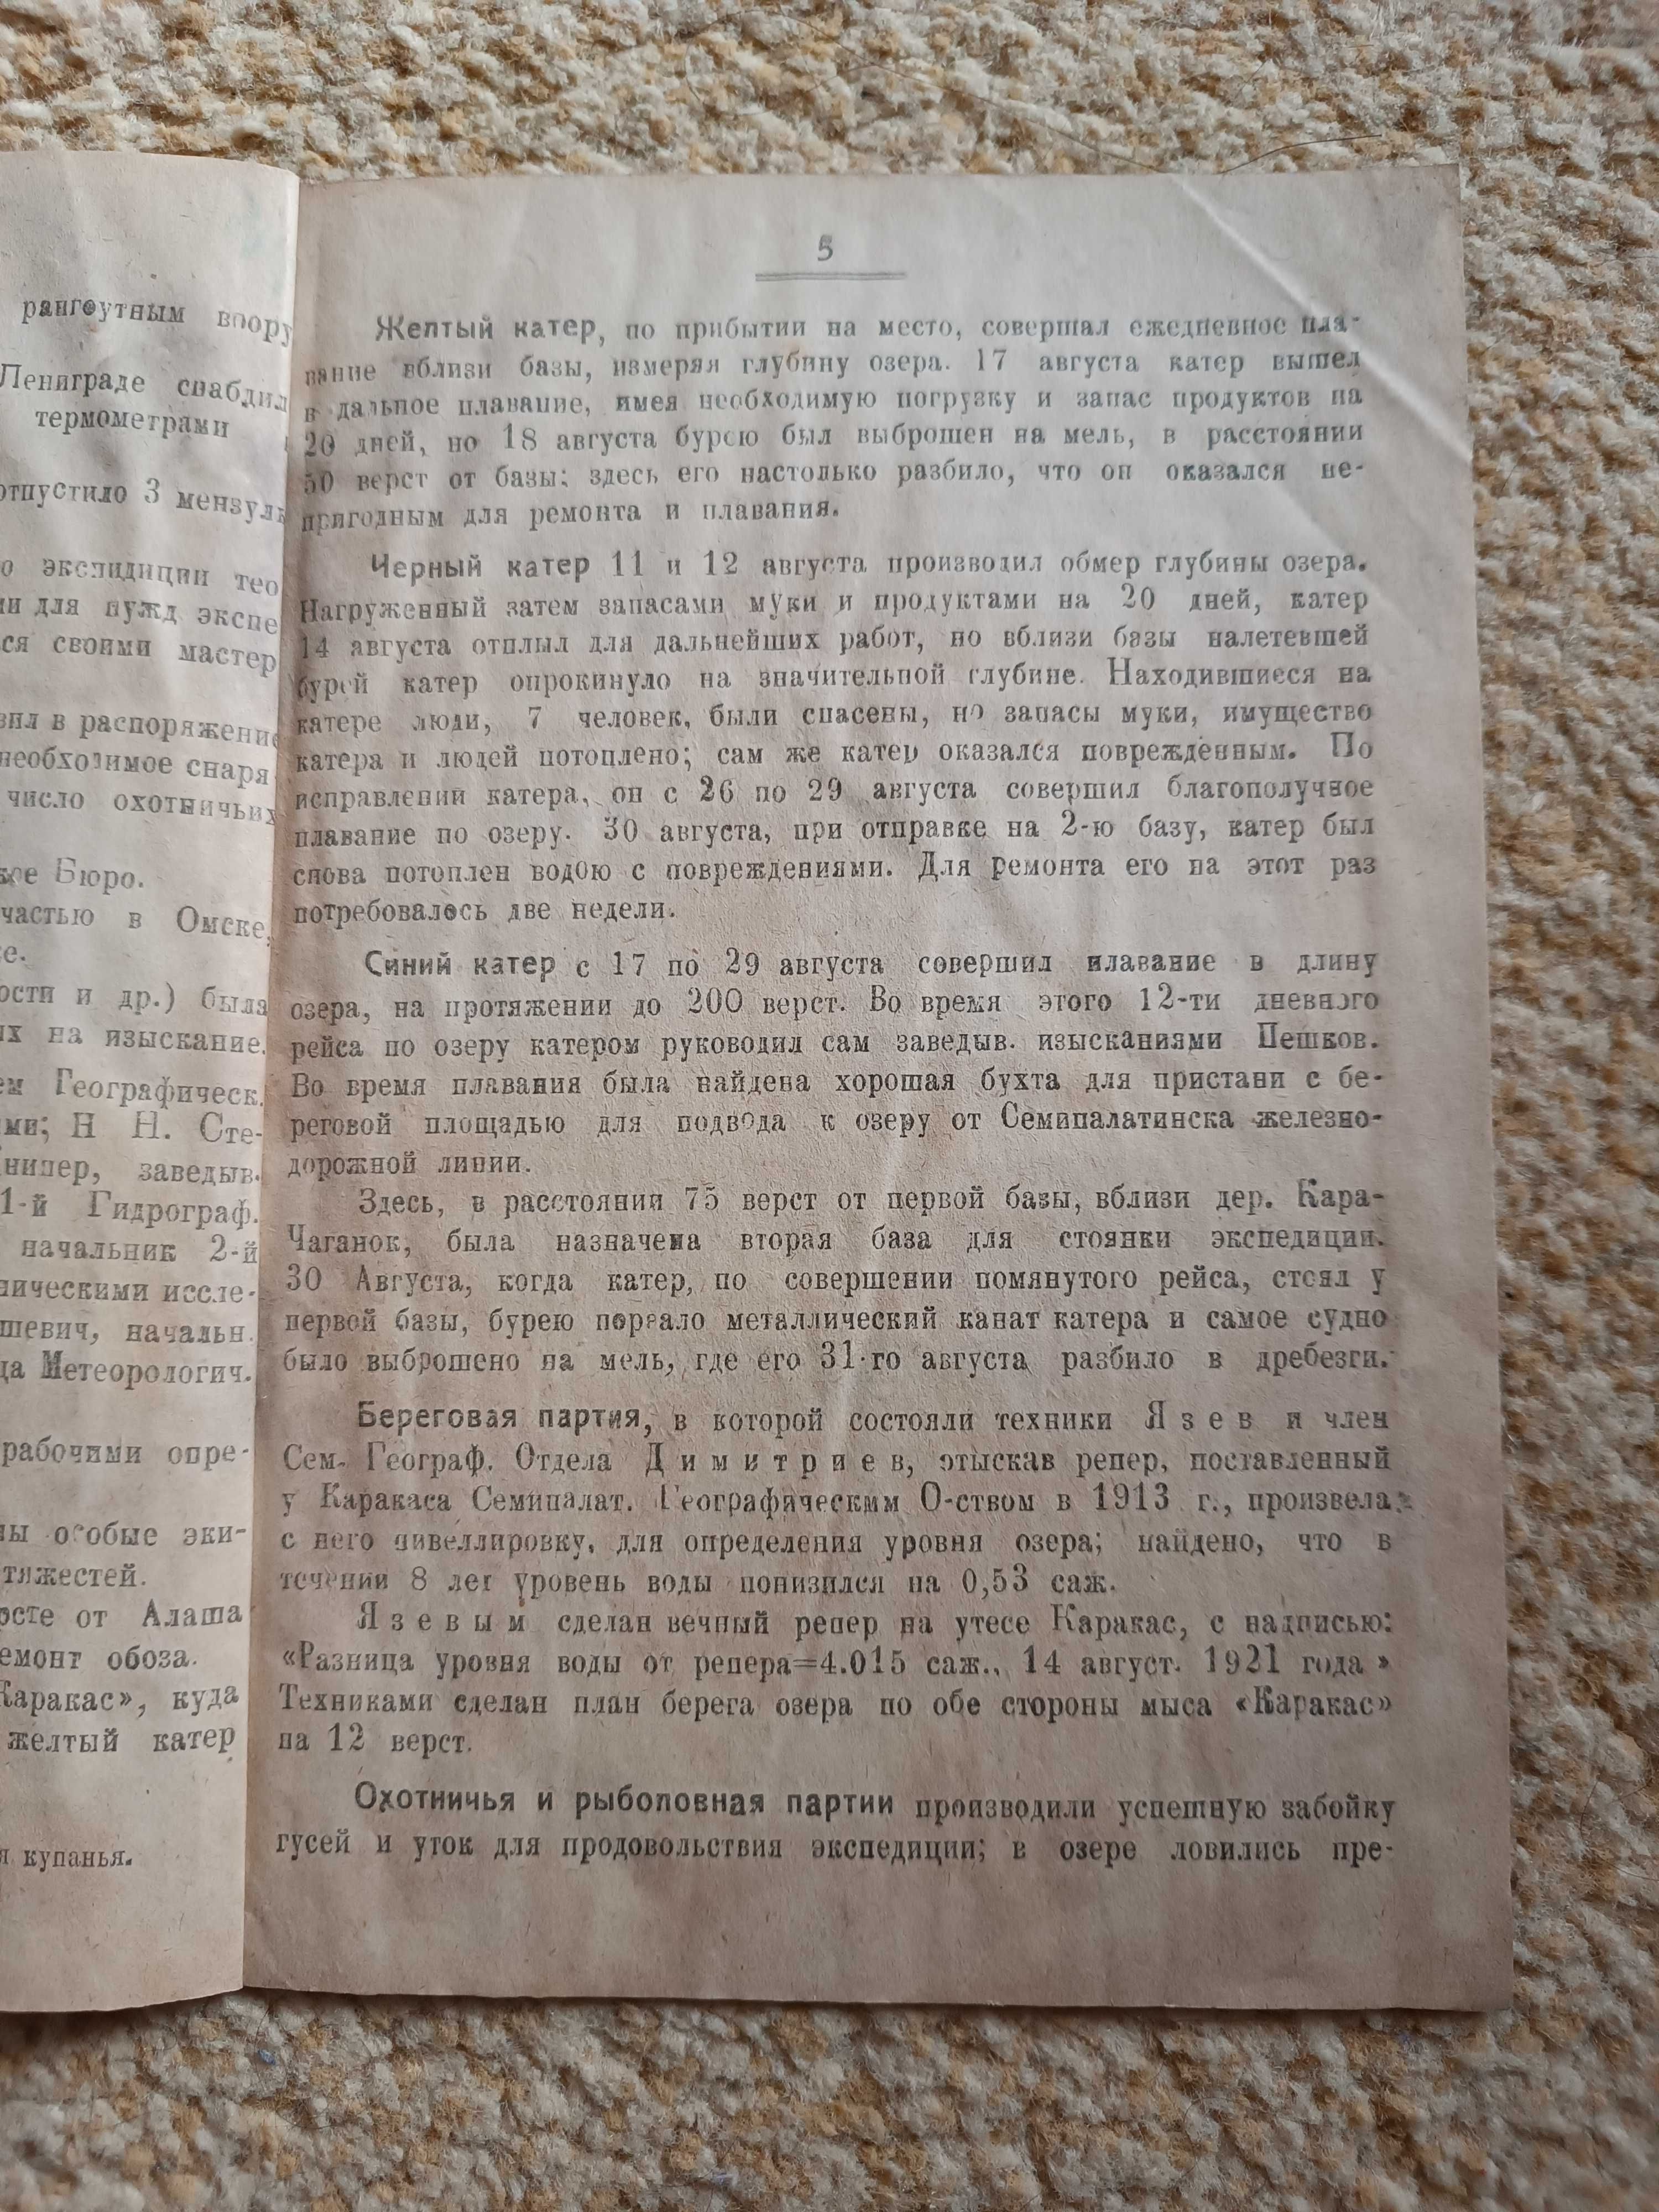 рангоутным воору
Ленинграде снабдил
термометрами
отпустило 3 мензуль
о экспидиции тео
ми для нужд экспе
ся своими мастер
вил в распоряжение
необходимое снаря
число охотничьих
кое Бюро.
частью в Омске,
ке.
ости и др.) была
ых на изыскание.
ем Географическ.
ми; Н Н. Сте-
нипер, заведыв.
1-й Гидрограф.
начальник 2-й
ническими иссле-
шевич, начальн.
ца Метеорологич.
рабочими опре-
ны особые эки-
тяжестей.
осте от Алаша
емонт обоза.
Каракас», куда
желтый катер
я купанья.
5
Желтый катер, по прибытии на место, совершал ежедневное пла-
вание вблизи базы, измеряя глубину озера. 17 августа катер вышел
в дальное плавание, имея необходимую погрузку и запас продуктов на
20 дней, но 18 августа бурею был выброшен на мель, в расстоянии
50 верст от базы; здесь его настолько разбило, что он оказался не-
пригодным для ремонта и плавания.
Черный катер 11 и 12 августа производил обмер глубины озера.
Нагруженный затем запасами муки и продуктами на 20 дней, катер
14 августа отплыл для дальнейших работ, но вблизи базы налетевшей
бурей катер опрокинуло на значительной глубине. Находившиеся на
катере люди, 7 человек, были спасены, но запасы муки, имущество
катера и людей потоплено; сам же катер оказался поврежденным. По
исправлении катера, он с 26 по 29 августа совершил благополучное
плавание по озеру. 30 августа, при отправке на 2-ю базу, катер был
снова потоплен водою с повреждениями. Для ремонта его на этот раз
потребовалось две недели.
Синий катер с 17 по 29 августа совершил плавание в длину
озера, на протяжении до 200 верст. Во время этого 12-ти дневного
рейса по озеру катером руководил сам заведыв. изысканиями Пешков.
Во время плавания была найдена хорошая бухта для пристани с бе-
реговой площадью для подвода к озеру от Семипалатинска железно-
дорожной линии.
Здесь, в расстоянии 75 верст от первой базы, вблизи дер. Кара-
Чаганок, была назначена вторая база для стоянки экспедиции.
30 Августа, когда катер, по совершении помянутого рейса, стоял у
первой базы, бурею порвало металлический канат катера и самое судно
было выброшено на мель, где его 31-го августа разбило в дребезги.
Береговая партия, в которой состояли техники Язев и член
Сем. Географ. Отдела Димитриев, отыскав репер, поставленный
у Каракаса Семипалат. Географическим О-ством в 1913 г., произвела
с него нивеллировку, для определения уровня озера; найдено, что в
течении 8 лет уровень воды понизился на 0,53 саж.
Язевым сделан вечный репер на утесе Каракас, с надписью:
«Разница уровня воды от репера=4.015 саж., 14 август. 1921 года»
Техниками сделан план берега озера по обе стороны мыса «Каракас»
на 12 верст.
Охотничья и рыболовная партии производили успешную забойку
гусей и уток для продовольствия экспедиции; в озере ловились пре-